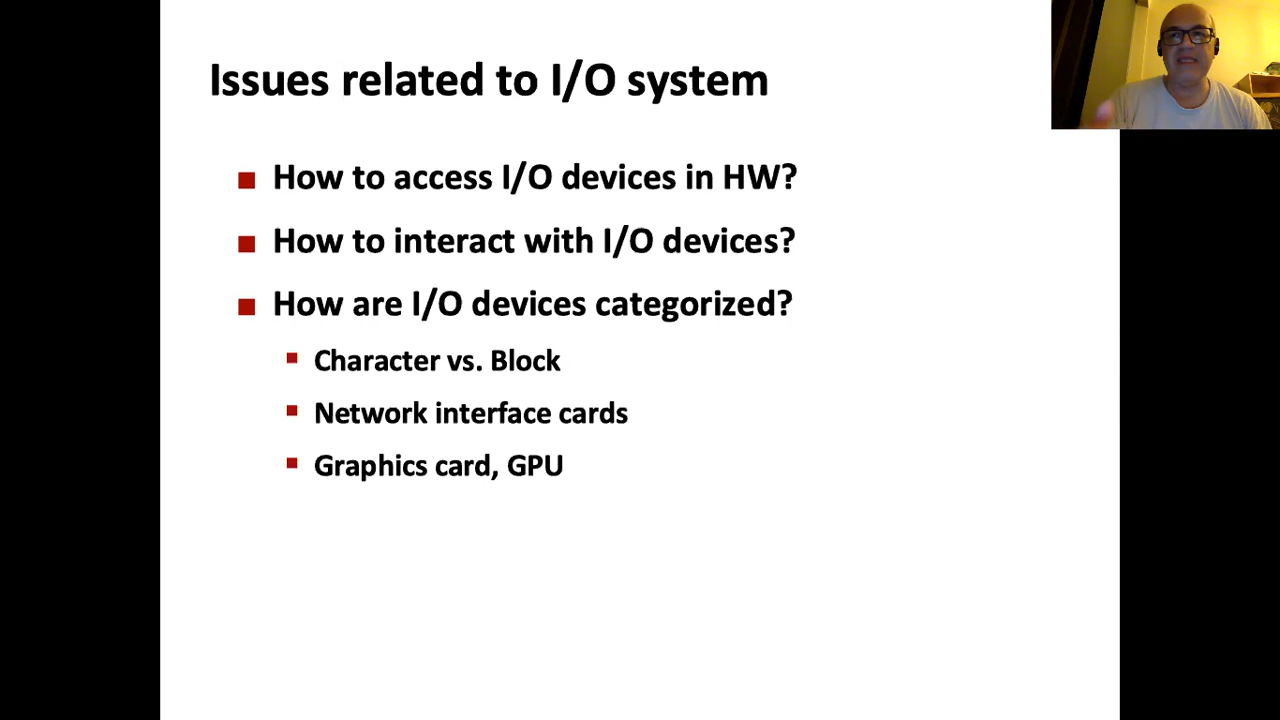 Issues related to I/O system
How to access I/O devices in HW?
How to interact with I/O devices?
How are I/O devices categorized?
Character vs. Block
Network interface cards
Graphics card, GPU